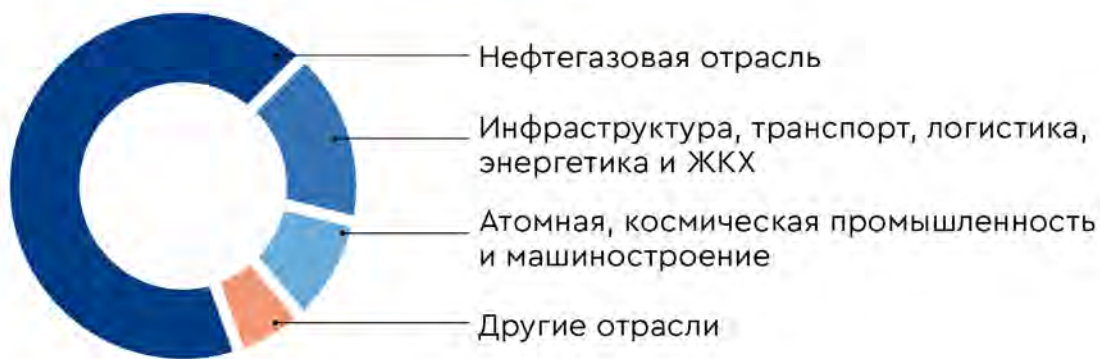 Нефтегазовая отрасль
Инфраструктура, транспорт, логистика,
энергетика и ЖКХ
Атомная, космическая промышленность
и машиностроение
Другие отрасли